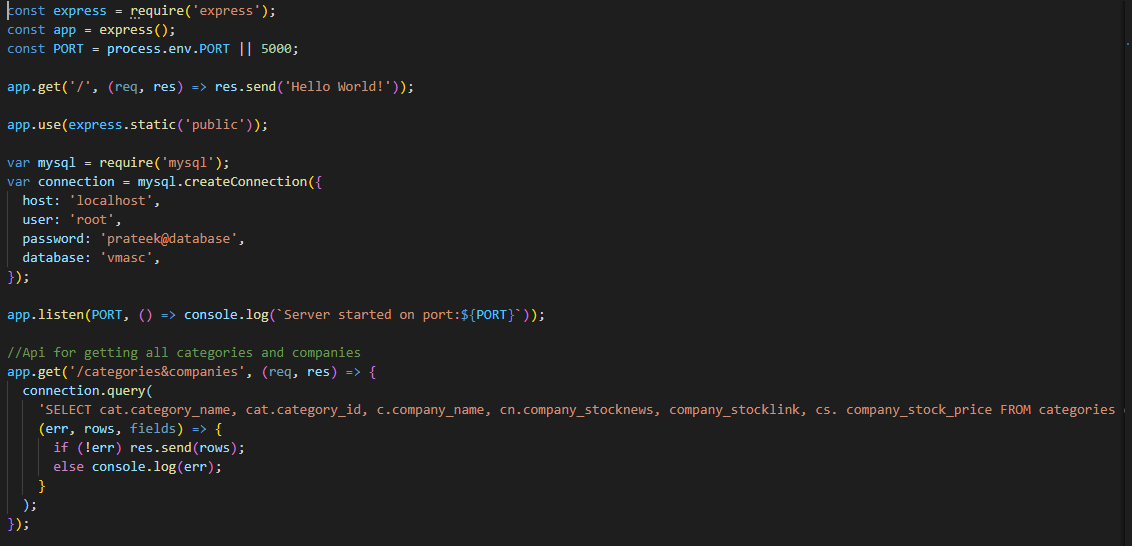 const express = require('express');
const app = express();
const PORT = process.env.PORT || 5000;
app.get('/', (req, res) => res.send('Hello World!'));
app.use(express.static('public'));
var mysql = require('mysql');
var connection = mysql.createConnection({
host: 'localhost',
user: 'root',
password: 'prateek@database',
database: 'vmasc',
});
app.listen(PORT, () => console.log(`Server started on port:${PORT}`));
//Api for getting all categories and companies
app.get('/categories&companies', (req, res) => {
connection.query(
'SELECT cat.category_name, cat.category_id, c.company_name, cn.company_stocknews, company_stocklink, cs. company_stock_price FROM categories
(err, rows, fields) => {
if (!err) res.send(rows);
else console.log(err);
}
);
});